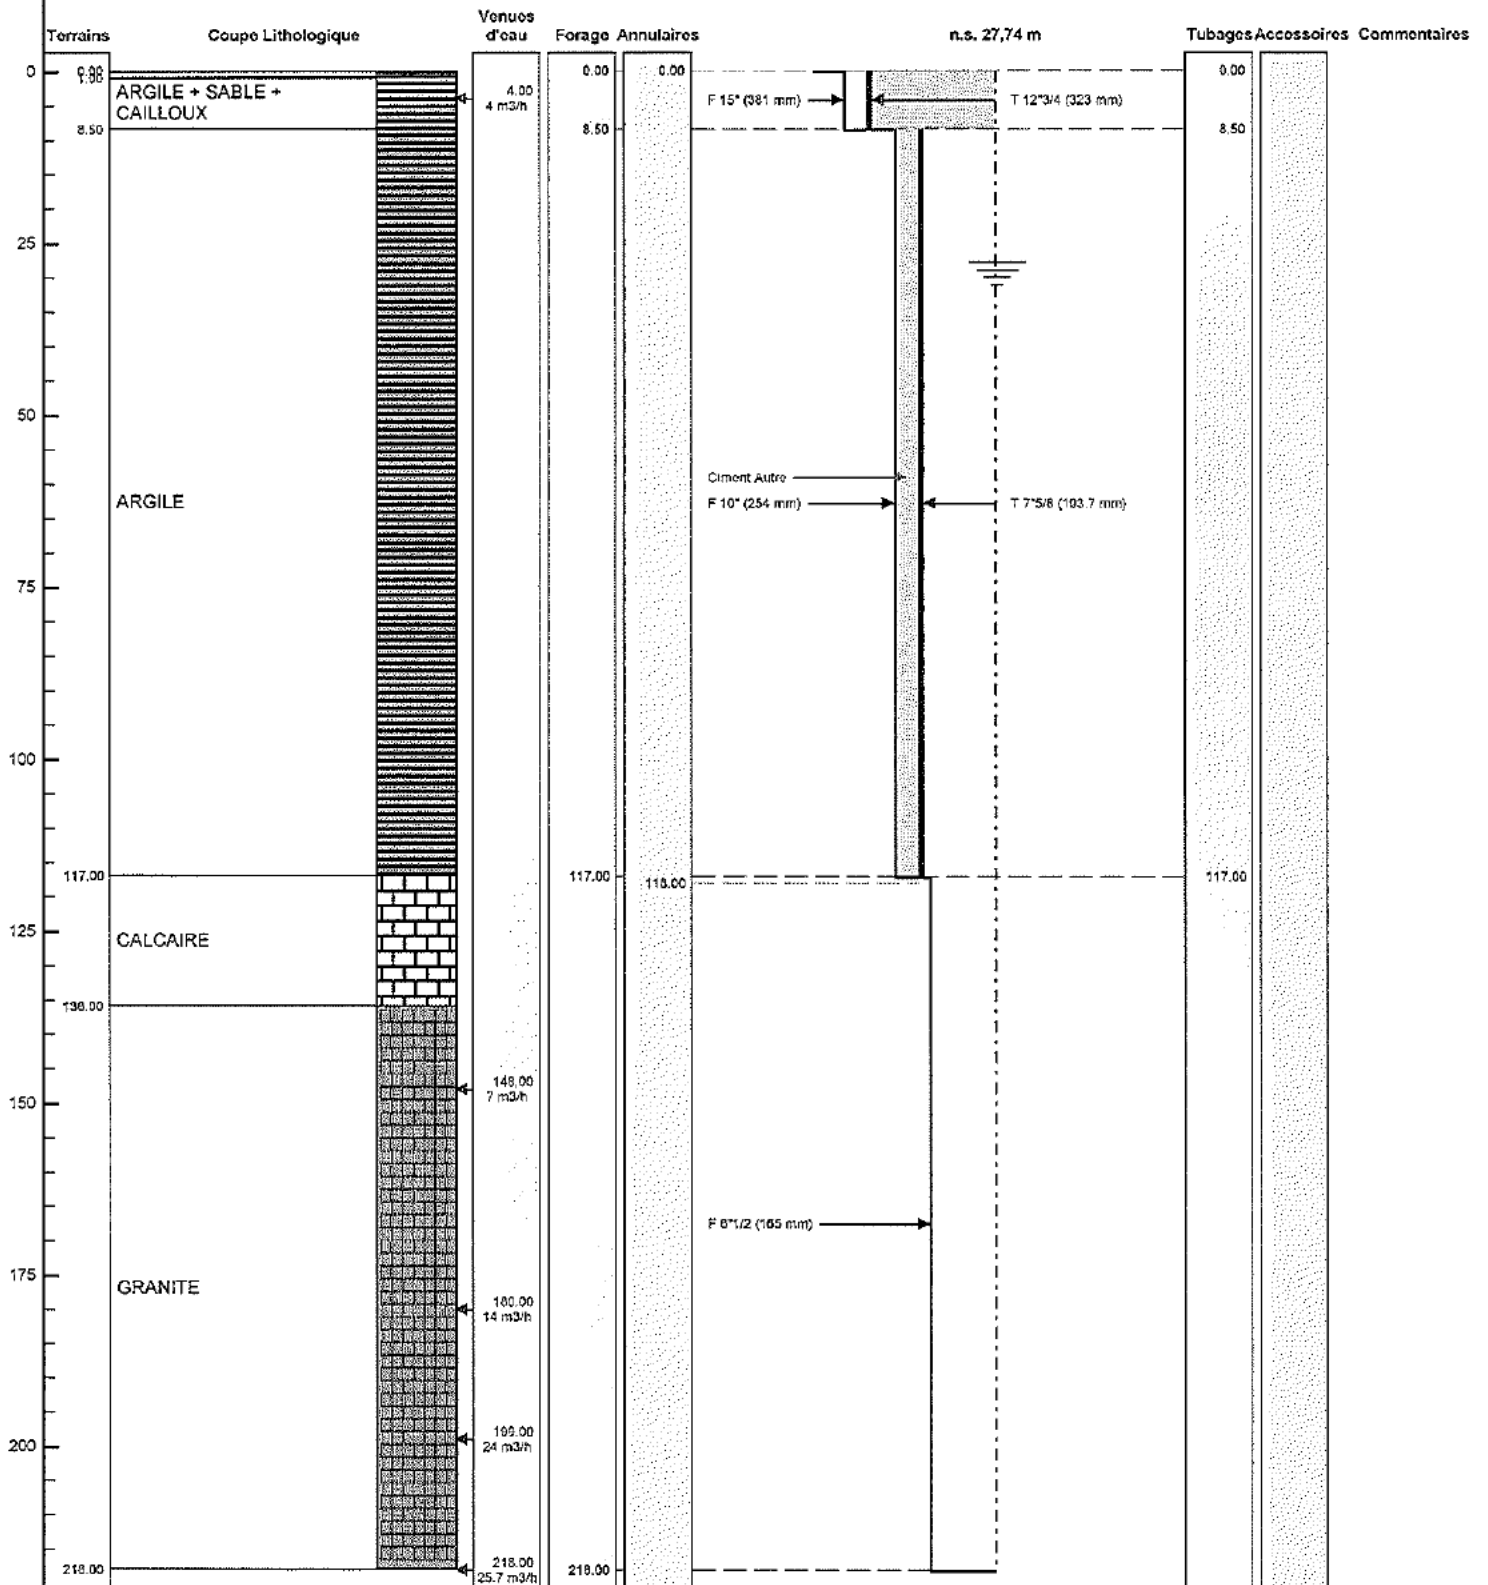 Terrains
Coupe Lithologique
Venues
d'eau
Forage
Annulaires
n.s. 27,74 m
Tubages
Accessoires
Commentaires
0
0.00
1.00
ARGILE + SABLE +
CAILLOUX
8.50
4.00
4 m3/h
0.00
8.50
0.00
F 15" (381 mm)
T 12"3/4 (323 mm)
0.00
8.50
25
50
Ciment Autre
ARGILE
F 10" (254 mm)
T 7"5/8 (193.7 mm)
75
100
117.00
117.00
118.00
117.00
125
CALCAIRE
136.00
148.00
7 m3/h
150
F 6"1/2 (165 mm)
175
GRANITE
180.00
14 m3/h
199.00
24 m3/h
200
218.00
218.00
25.7 m3/h
218.00